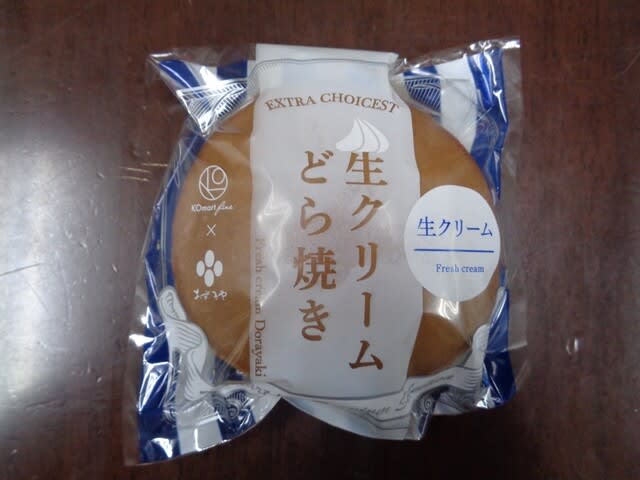 EXTRA CHOICEST
生クリーム
どら焼き
Fresh cream Dorayaki
KOmart fine
×
生クリーム
Fresh cream